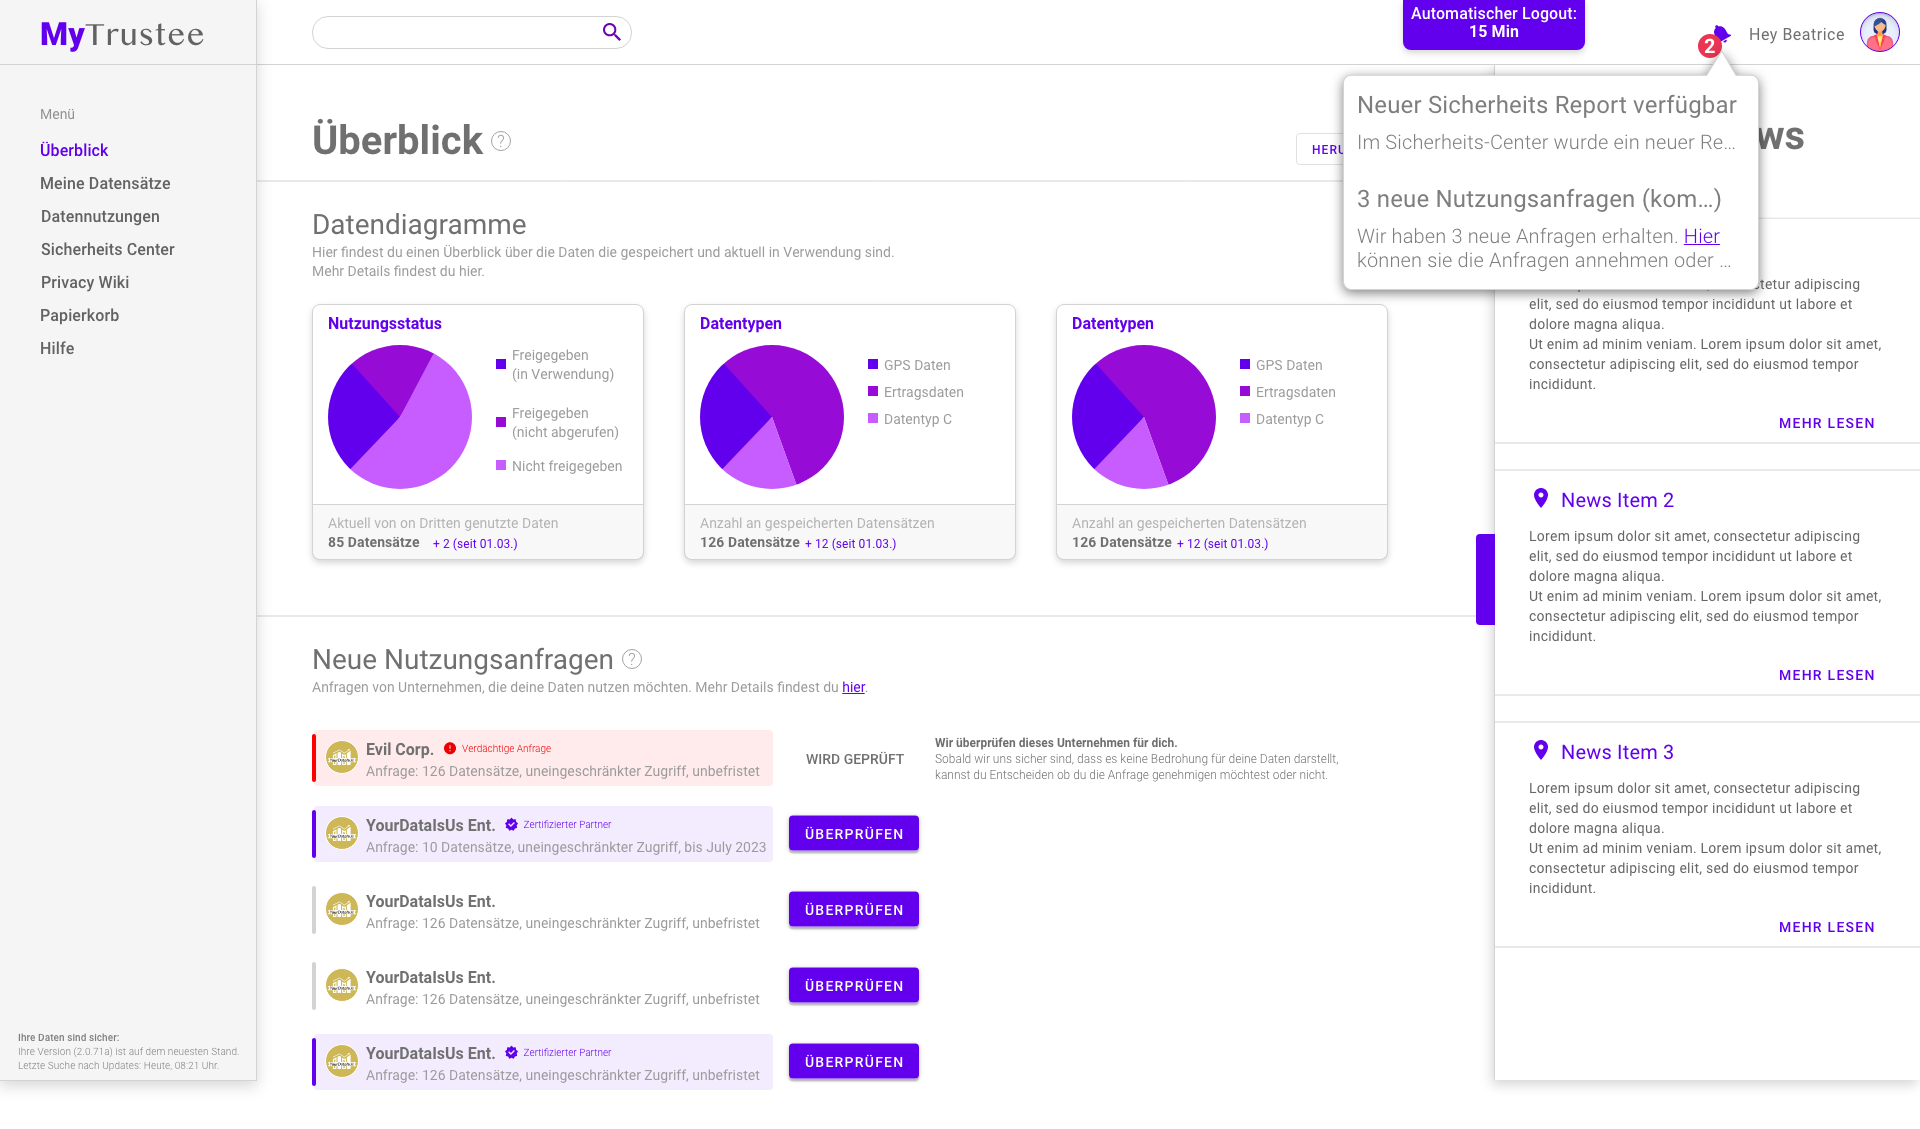 MyTrustee
Automatischer Logout:
15 Min
2
Hey Beatrice
Menü
Überblick
Meine Datensätze
Datennutzungen
Sicherheits Center
Privacy Wiki
Papierkorb
Hilfe
Ihre Daten sind sicher:
Ihre Version (2.0.71a) ist auf dem neuesten Stand.
Letzte Suche nach Updates: Heute, 08:21 Uhr.
Überblick ?
HERU
Neuer Sicherheits Report verfügbar
Im Sicherheits-Center wurde ein neuer Re...
3 neue Nutzungsanfragen (kom...)
Wir haben 3 neue Anfragen erhalten. Hier
können sie die Anfragen annehmen oder ...
Datendiagramme
Hier findest du einen Überblick über die Daten die gespeichert und aktuell in Verwendung sind.
Mehr Details findest du hier.
Nutzungsstatus
Freigegeben
(in Verwendung)
Freigegeben
(nicht abgerufen)
Nicht freigegeben
Aktuell von on Dritten genutzte Daten
85 Datensätze + 2 (seit 01.03.)
Datentypen
GPS Daten
Ertragsdaten
Datentyp C
Anzahl an gespeicherten Datensätzen
126 Datensätze + 12 (seit 01.03.)
Datentypen
GPS Daten
Ertragsdaten
Datentyp C
Anzahl an gespeicherten Datensätzen
126 Datensätze + 12 (seit 01.03.)
Neue Nutzungsanfragen ?
Anfragen von Unternehmen, die deine Daten nutzen möchten. Mehr Details findest du hier.
Evil Corp. Verdächtige Anfrage
Anfrage: 126 Datensätze, uneingeschränkter Zugriff, unbefristet
WIRD GEPRÜFT
Wir überprüfen dieses Unternehmen für dich.
Sobald wir uns sicher sind, dass es keine Bedrohung für deine Daten darstellt,
kannst du Entscheiden ob du die Anfrage genehmigen möchtest oder nicht.
YourDataIsUs Ent. Zertifizierter Partner
Anfrage: 10 Datensätze, uneingeschränkter Zugriff, bis July 2023
ÜBERPRÜFEN
YourDataIsUs Ent.
Anfrage: 126 Datensätze, uneingeschränkter Zugriff, unbefristet
ÜBERPRÜFEN
YourDataIsUs Ent.
Anfrage: 126 Datensätze, uneingeschränkter Zugriff, unbefristet
ÜBERPRÜFEN
YourDataIsUs Ent. Zertifizierter Partner
Anfrage: 126 Datensätze, uneingeschränkter Zugriff, unbefristet
ÜBERPRÜFEN
ws
tetur adipiscing
elit, sed do eiusmod tempor incididunt ut labore et
dolore magna aliqua.
Ut enim ad minim veniam. Lorem ipsum dolor sit amet,
consectetur adipiscing elit, sed do eiusmod tempor
incididunt.
MEHR LESEN
News Item 2
Lorem ipsum dolor sit amet, consectetur adipiscing
elit, sed do eiusmod tempor incididunt ut labore et
dolore magna aliqua.
Ut enim ad minim veniam. Lorem ipsum dolor sit amet,
consectetur adipiscing elit, sed do eiusmod tempor
incididunt.
MEHR LESEN
News Item 3
Lorem ipsum dolor sit amet, consectetur adipiscing
elit, sed do eiusmod tempor incididunt ut labore et
dolore magna aliqua.
Ut enim ad minim veniam. Lorem ipsum dolor sit amet,
consectetur adipiscing elit, sed do eiusmod tempor
incididunt.
MEHR LESEN